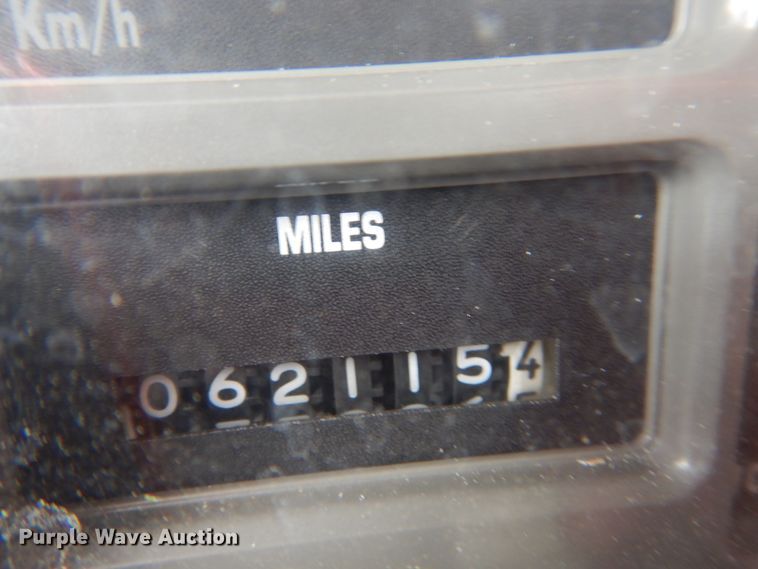 Km/h
MILES
0621154
Purple Wave Auction